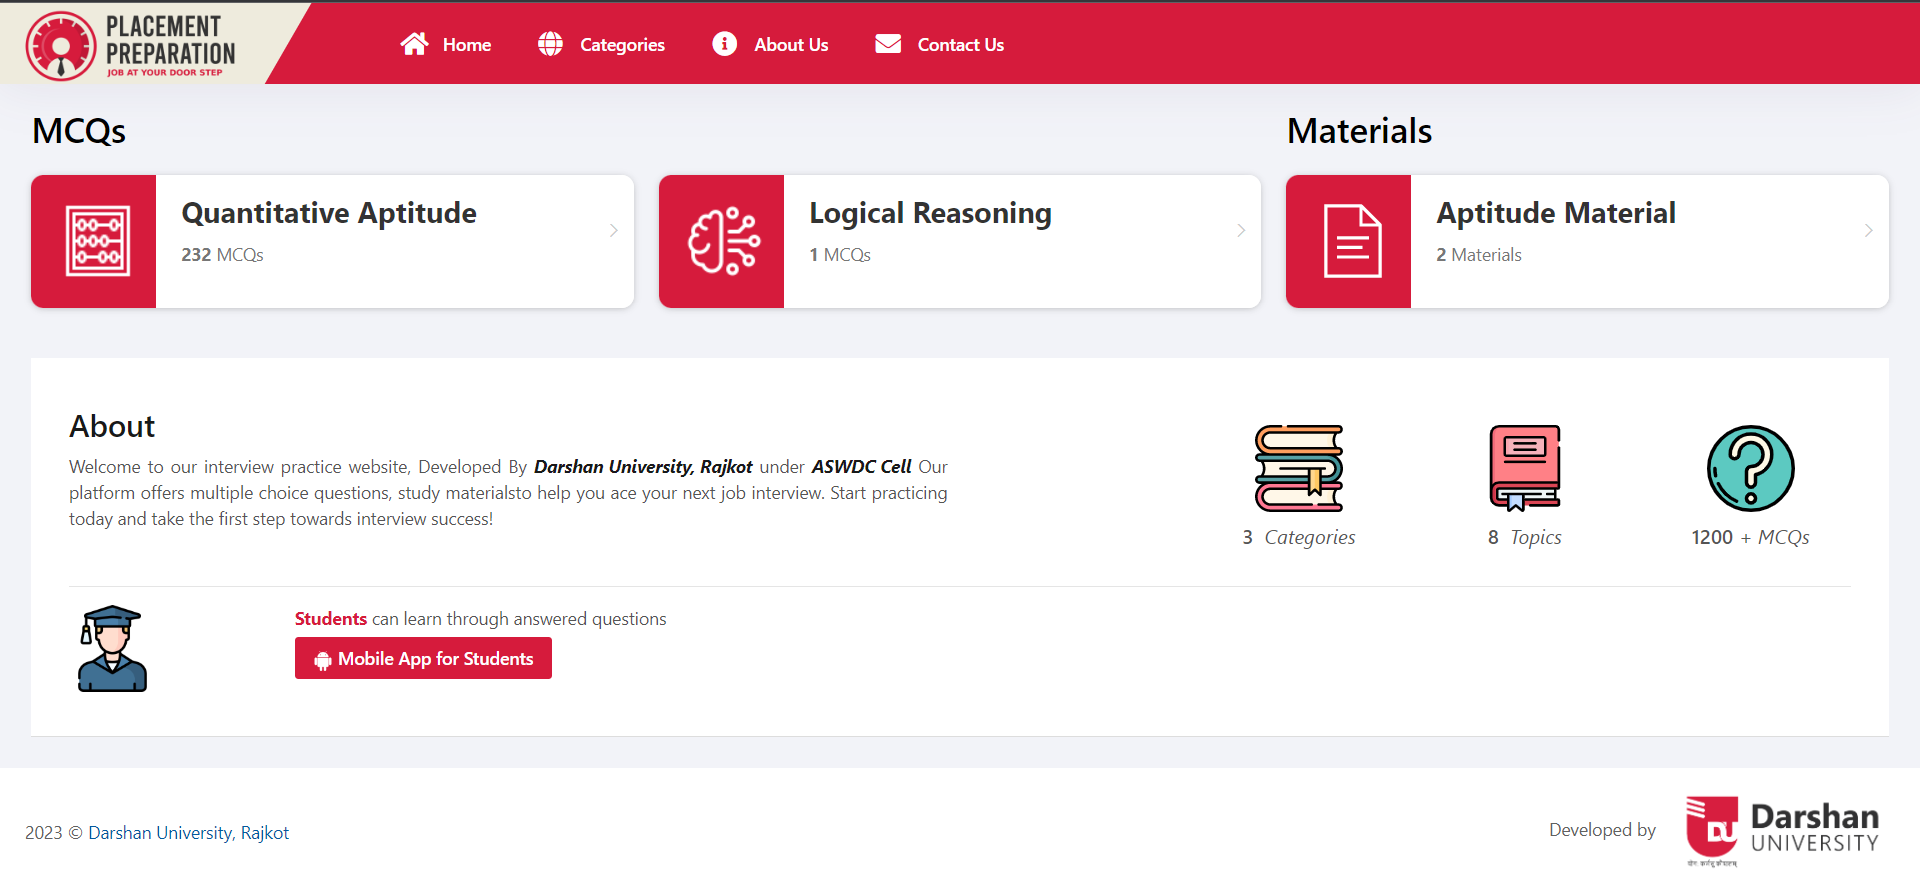 PLACEMENT
PREPARATION
JOB AT YOUR DOOR STEP
Home
Categories
About Us
Contact Us
MCQs
Materials
Quantitative Aptitude
232 MCQs
Logical Reasoning
1 MCQs
Aptitude Material
2 Materials
About
Welcome to our interview practice website, Developed By Darshan University, Rajkot under ASWDC Cell Our
platform offers multiple choice questions, study materialsto help you ace your next job interview. Start practicing
today and take the first step towards interview success!
3 Categories
8 Topics
1200 + MCQs
Students can learn through answered questions
Mobile App for Students
2023 © Darshan University, Rajkot
Developed by
DU
Darshan
UNIVERSITY